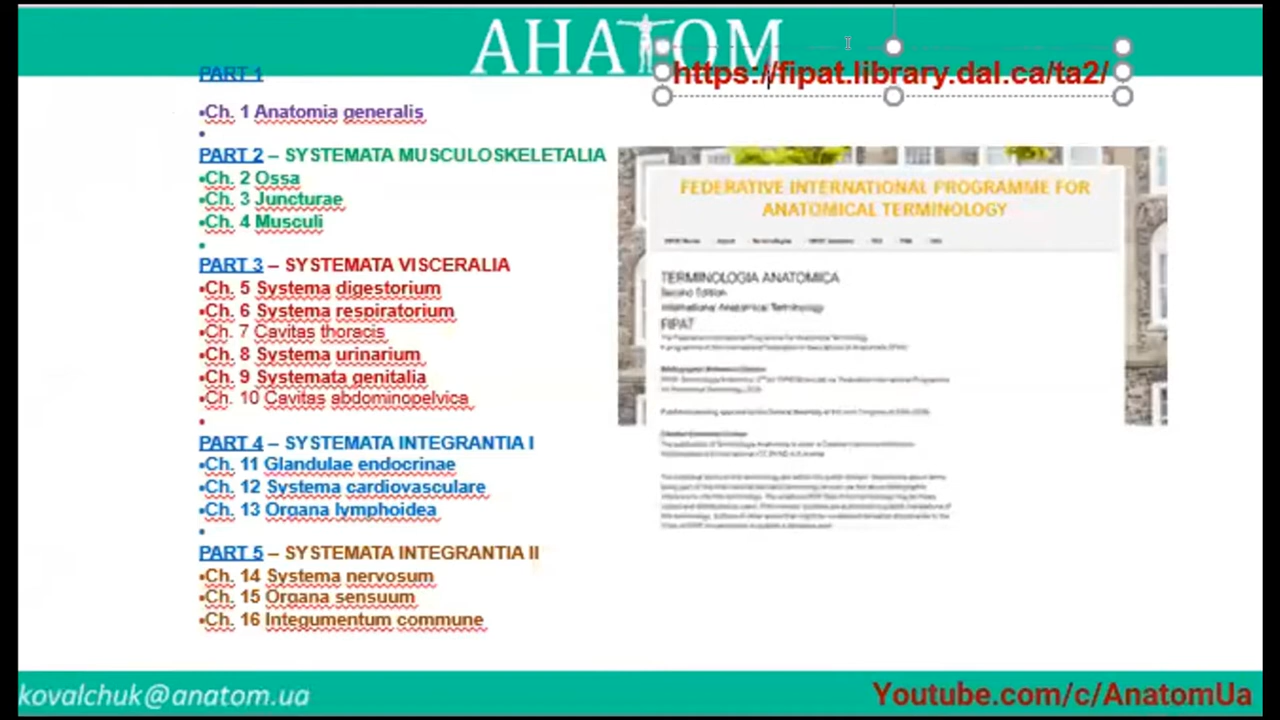 АНАТОМ
https://fipat.library.dal.ca/ta2/
PART 1
•Ch. 1 Anatomia generalis
PART 2 – SYSTEMATA MUSCULOSKELETALIA
•Ch. 2 Ossa
•Ch. 3 Juncturae
•Ch. 4 Musculi
PART 3 – SYSTEMATA VISCERALIA
•Ch. 5 Systema digestorium
•Ch. 6 Systema respiratorium
•Ch. 7 Cavitas thoracis
•Ch. 8 Systema urinarium
•Ch. 9 Systemata genitalia
•Ch. 10 Cavitas abdominopelvica
PART 4 – SYSTEMATA INTEGRANTIA I
•Ch. 11 Glandulae endocrinae
•Ch. 12 Systema cardiovasculare
•Ch. 13 Organa lymphoidea
PART 5 – SYSTEMATA INTEGRANTIA II
•Ch. 14 Systema nervosum
•Ch. 15 Organa sensuum
•Ch. 16 Integumentum commune
FEDERATIVE INTERNATIONAL PROGRAMME FOR
ANATOMICAL TERMINOLOGY
TERMINOLOGIA ANATOMICA
Second Edition
International Anatomical Terminology
FIPAT
kovalchuk@anatom.ua
Youtube.com/c/AnatomUa